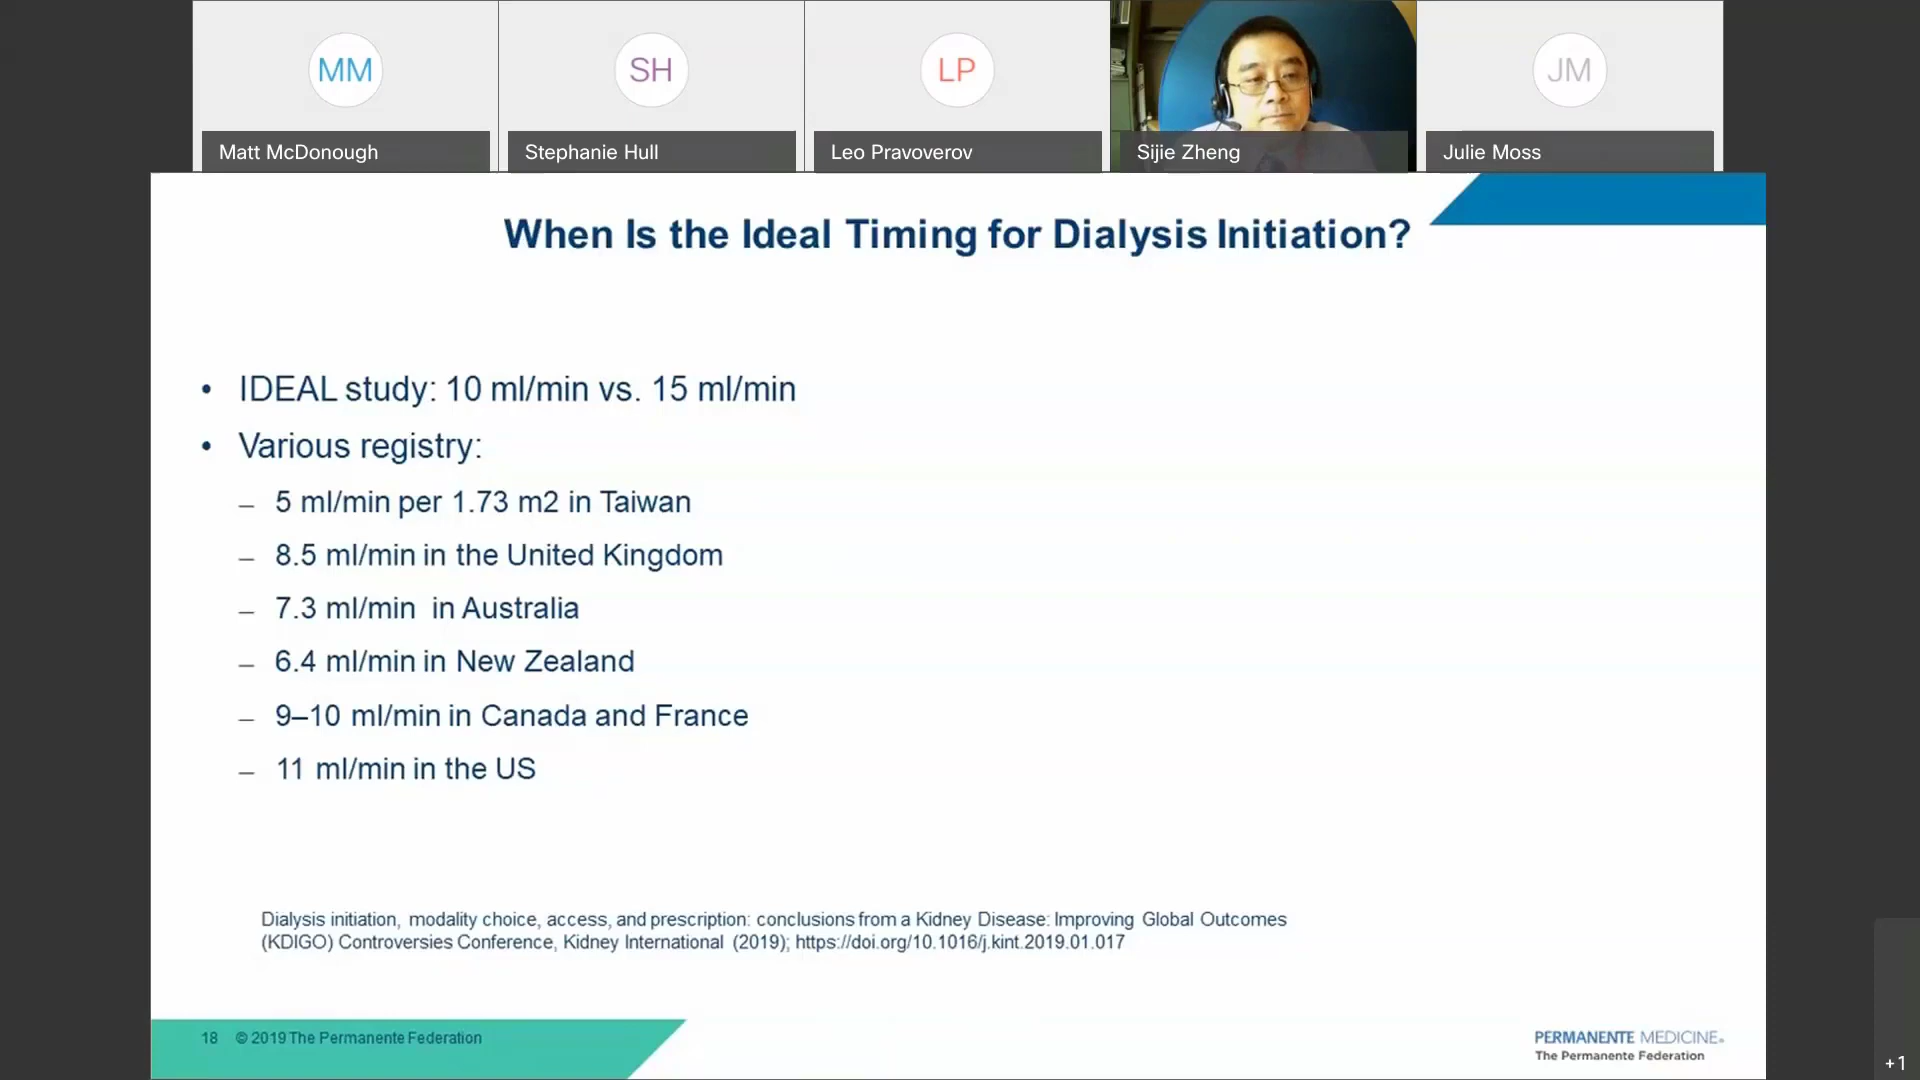 MM
SH
LP
JM
Matt McDonough
Stephanie Hull
Leo Pravoverov
Sijie Zheng
Julie Moss
When Is the Ideal Timing for Dialysis Initiation?
• IDEAL study: 10 ml/min vs. 15 ml/min
• Various registry:
– 5 ml/min per 1.73 m2 in Taiwan
– 8.5 ml/min in the United Kingdom
– 7.3 ml/min  in Australia
– 6.4 ml/min in New Zealand
– 9–10 ml/min in Canada and France
– 11 ml/min in the US
Dialysis initiation, modality choice, access, and prescription: conclusions from a Kidney Disease: Improving Global Outcomes
(KDIGO) Controversies Conference, Kidney International (2019); https://doi.org/10.1016/j.kint.2019.01.017
18 © 2019 The Permanente Federation
PERMANENTE MEDICINE®
The Permanente Federation
+1